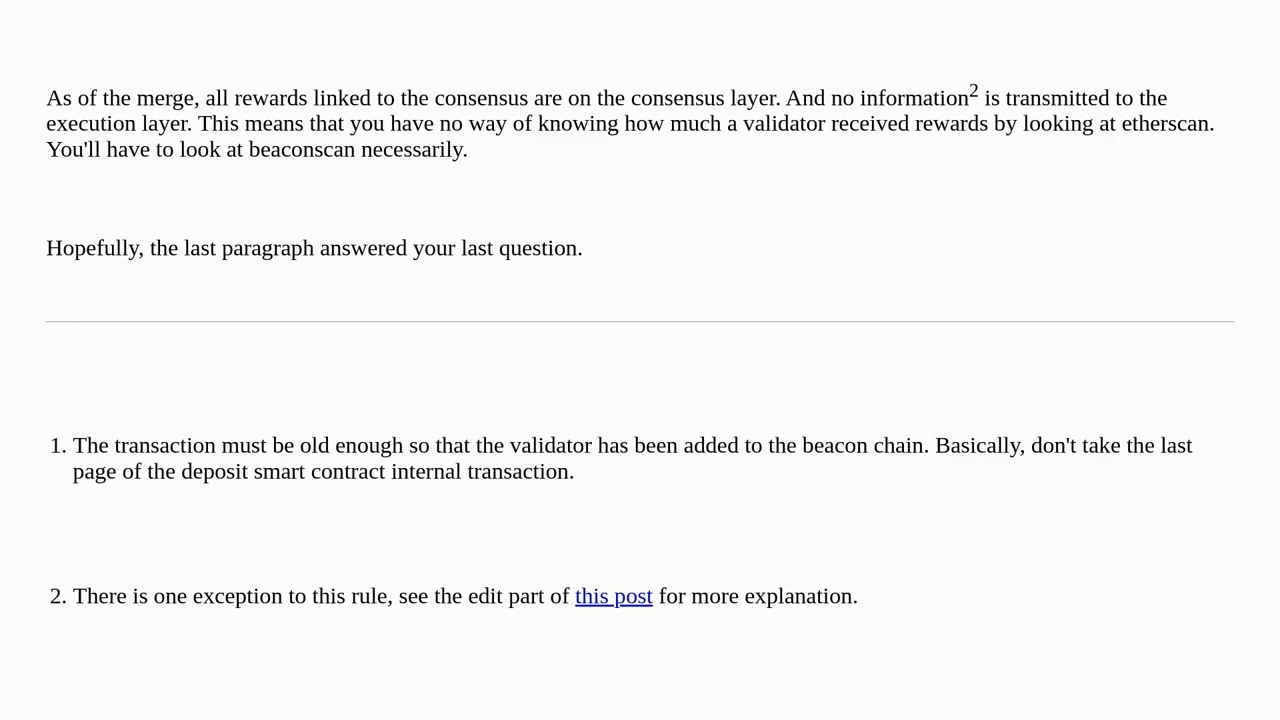 As of the merge, all rewards linked to the consensus are on the consensus layer. And no information² is transmitted to the
execution layer. This means that you have no way of knowing how much a validator received rewards by looking at etherscan.
You'll have to look at beaconscan necessarily.
Hopefully, the last paragraph answered your last question.
1. The transaction must be old enough so that the validator has been added to the beacon chain. Basically, don't take the last
page of the deposit smart contract internal transaction.
2. There is one exception to this rule, see the edit part of this post for more explanation.